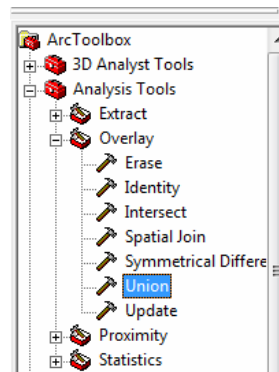 ArcToolbox
3D Analyst Tools
Analysis Tools
Extract
Overlay
Erase
Identity
Intersect
Spatial Join
Symmetrical Differe
Union
Update
Proximity
Statistics